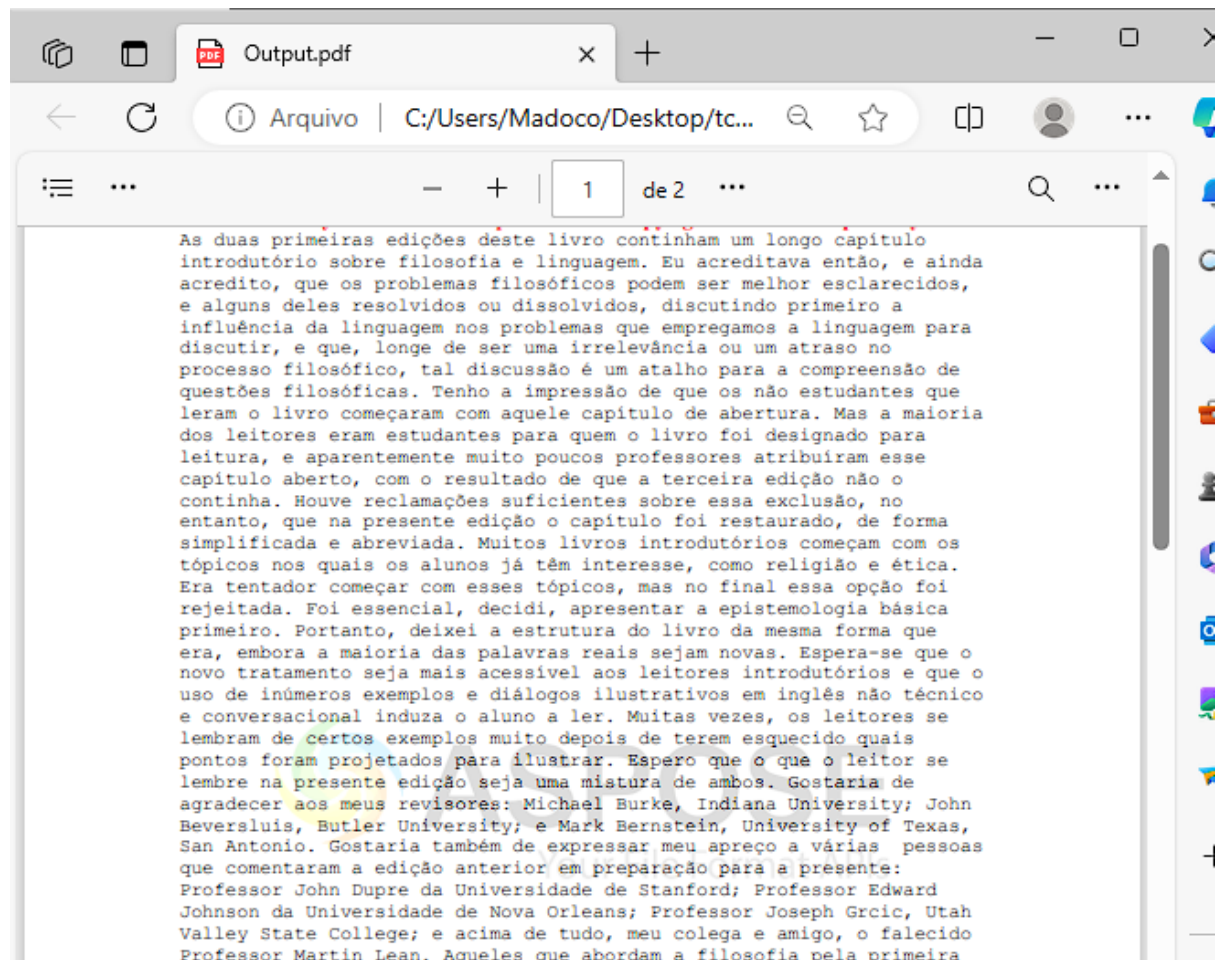 Output.pdf
Arquivo C:/Users/Madoco/Desktop/tc...
1 de 2
As duas primeiras edições deste livro continham um longo capítulo
introdutório sobre filosofia e linguagem. Eu acreditava então, e ainda
acredito, que os problemas filosóficos podem ser melhor esclarecidos,
e alguns deles resolvidos ou dissolvidos, discutindo primeiro a
influência da linguagem nos problemas que empregamos a linguagem para
discutir, e que, longe de ser uma irrelevância ou um atraso no
processo filosófico, tal discussão é um atalho para a compreensão de
questões filosóficas. Tenho a impressão de que os não estudantes que
leram o livro começaram com aquele capítulo de abertura. Mas a maioria
dos leitores eram estudantes para quem o livro foi designado para
leitura, e aparentemente muito poucos professores atribuíram esse
capítulo aberto, com o resultado de que a terceira edição não o
continha. Houve reclamações suficientes sobre essa exclusão, no
entanto, que na presente edição o capítulo foi restaurado, de forma
simplificada e abreviada. Muitos livros introdutórios começam com os
tópicos nos quais os alunos já têm interesse, como religião e ética.
Era tentador começar com esses tópicos, mas no final essa opção foi
rejeitada. Foi essencial, decidi, apresentar a epistemologia básica
primeiro. Portanto, deixei a estrutura do livro da mesma forma que
era, embora a maioria das palavras reais sejam novas. Espera-se que o
novo tratamento seja mais acessível aos leitores introdutórios e que o
uso de inúmeros exemplos e diálogos ilustrativos em inglês não técnico
e conversacional induza o aluno a ler. Muitas vezes, os leitores se
lembram de certos exemplos muito depois de terem esquecido quais
pontos foram projetados para ilustrar. Espero que o que o leitor se
lembre na presente edição seja uma mistura de ambos. Gostaria de
agradecer aos meus revisores: Michael Burke, Indiana University; John
Beversluis, Butler University; e Mark Bernstein, University of Texas,
San Antonio. Gostaria também de expressar meu apreço a várias pessoas
que comentaram a edição anterior em preparação para a presente:
Professor John Dupre da Universidade de Stanford; Professor Edward
Johnson da Universidade de Nova Orleans; Professor Joseph Grcic, Utah
Valley State College; e acima de tudo, meu colega e amigo, o falecido
Professor Martin Lean. Aqueles que abordam a filosofia pela primeira
ASPOSE
Your File Format APIs